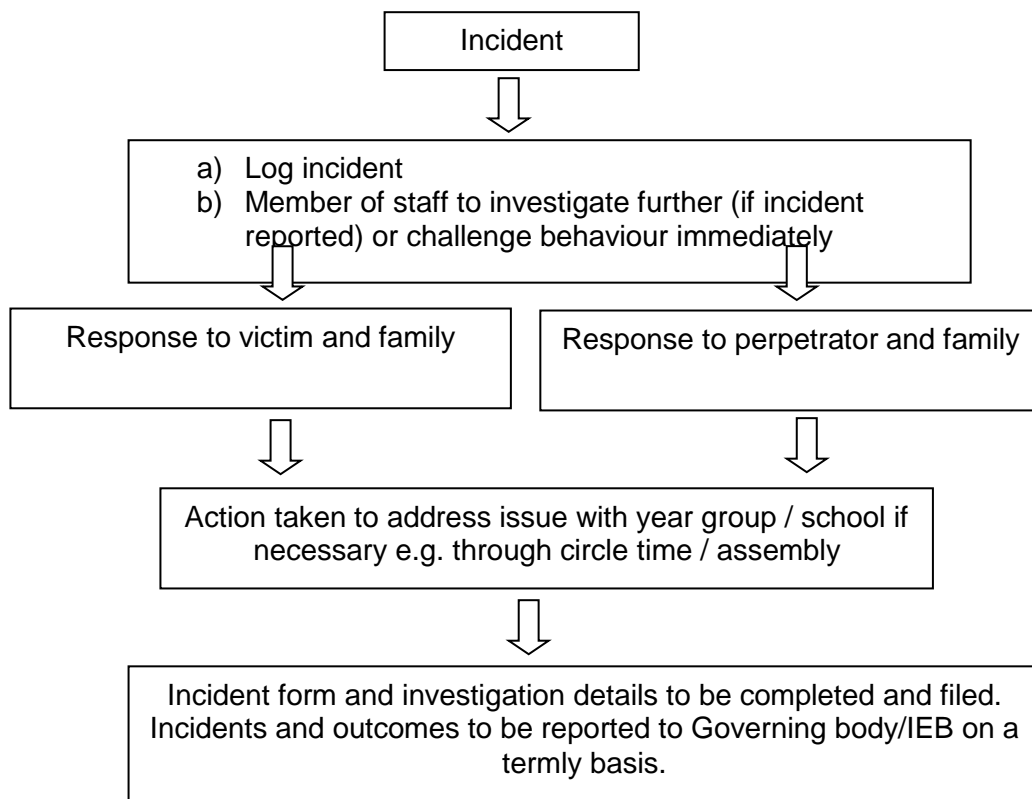 Incident
a) Log incident
b) Member of staff to investigate further (if incident
reported) or challenge behaviour immediately
Response to victim and family
Response to perpetrator and family
Action taken to address issue with year group / school if
necessary e.g. through circle time / assembly
Incident form and investigation details to be completed and filed.
Incidents and outcomes to be reported to Governing body/IEB on a
termly basis.